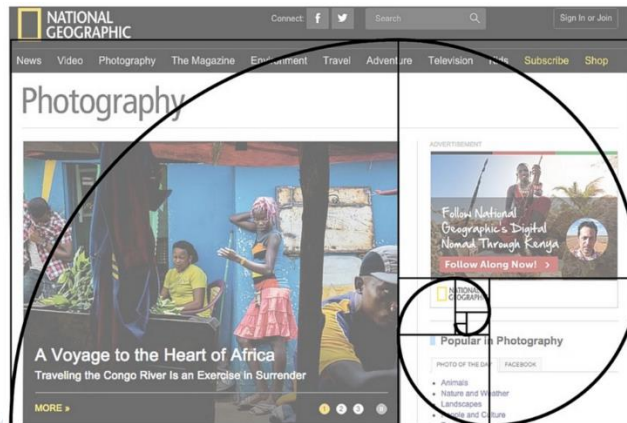 NATIONAL
GEOGRAPHIC
Connect:
Search
Sign In or Join
News Video Photography The Magazine Environment Travel Adventure Television Kids Subscribe Shop
Photography
ADVERTISEMENT
Follow National
Geographic's Digital
Nomad Through Kenya
Follow Along Now! >
NATIONAL
GEOGRAPHIC
A Voyage to the Heart of Africa
Traveling the Congo River Is an Exercise in Surrender
MORE »
1 2 3
Popular in Photography
PHOTO OF THE DAY FACEBOOK
Animals
Nature and Weather
Landscapes
People and Culture